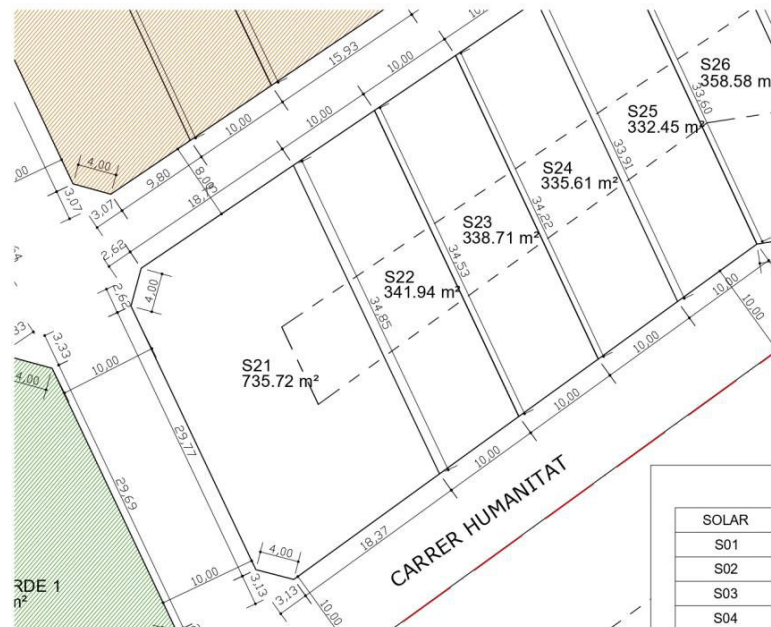 15,93
10,00
10,00
10,00
S26
358.58 m
33,60
S25
332.45 m²
4,00
9,80
8,00
10,00
S24
335.61 m²
33,91
3,07
3,07
S23
338.71 m²
34,22
2,62
S22
341.94 m²
34,53
2,62
4,00
34,85
10,00
10,00
3,33
4,00
10,00
S21
735.72 m²
10,00
10,00
29,77
29,69
10,00
18,37
CARRER HUMANITAT
4,00
10,00
3,13
3,13
10,00
RDE 1
m²
SOLAR
S01
S02
S03
S04